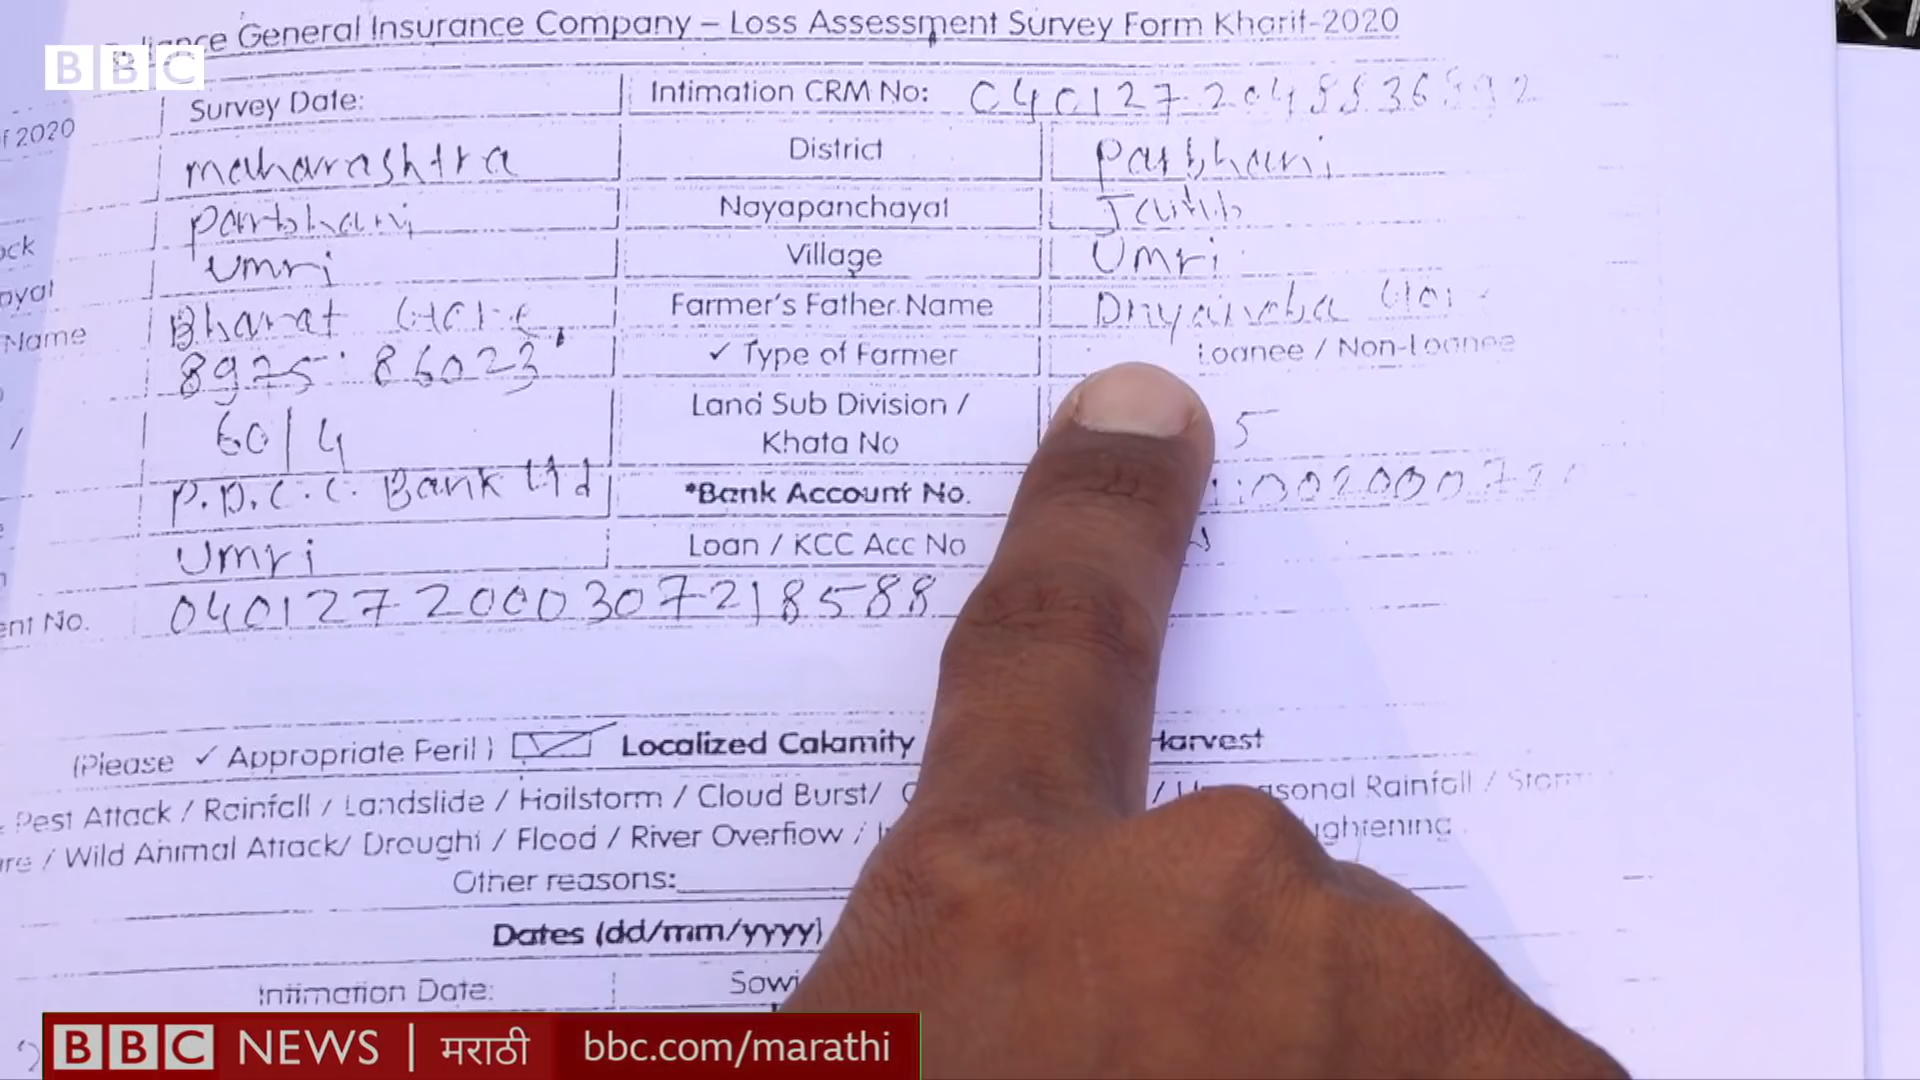 BBC
General Insurance Company – Loss Assessment Survey Form Kharif-2020
Survey Date: Intimation CRM No:
2020
maharashtra District Parbhani
parbhani Nayapanchayat
Umri Village Umri
Name Bharat Farmer's Father Name
8975 86023 ✓ Type of Farmer Loanee / Non-Loanee
60/4 Land Sub Division / Khata No 5
P.D.C.C. Bank Ltd *Bank Account No.
Umri Loan / KCC Acc No
No. 0401272000307218588
(Please ✓ Appropriate Peril) Localized Calamity Harvest
Pest Attack / Rainfall / Landslide / Hailstorm / Cloud Burst/ Rainfall /
/ Wild Animal Attack/ Drought / Flood / River Overflow /
Other reasons:
Dates (dd/mm/yyyy)
Intimation Date:
BBC NEWS | मराठी bbc.com/marathi